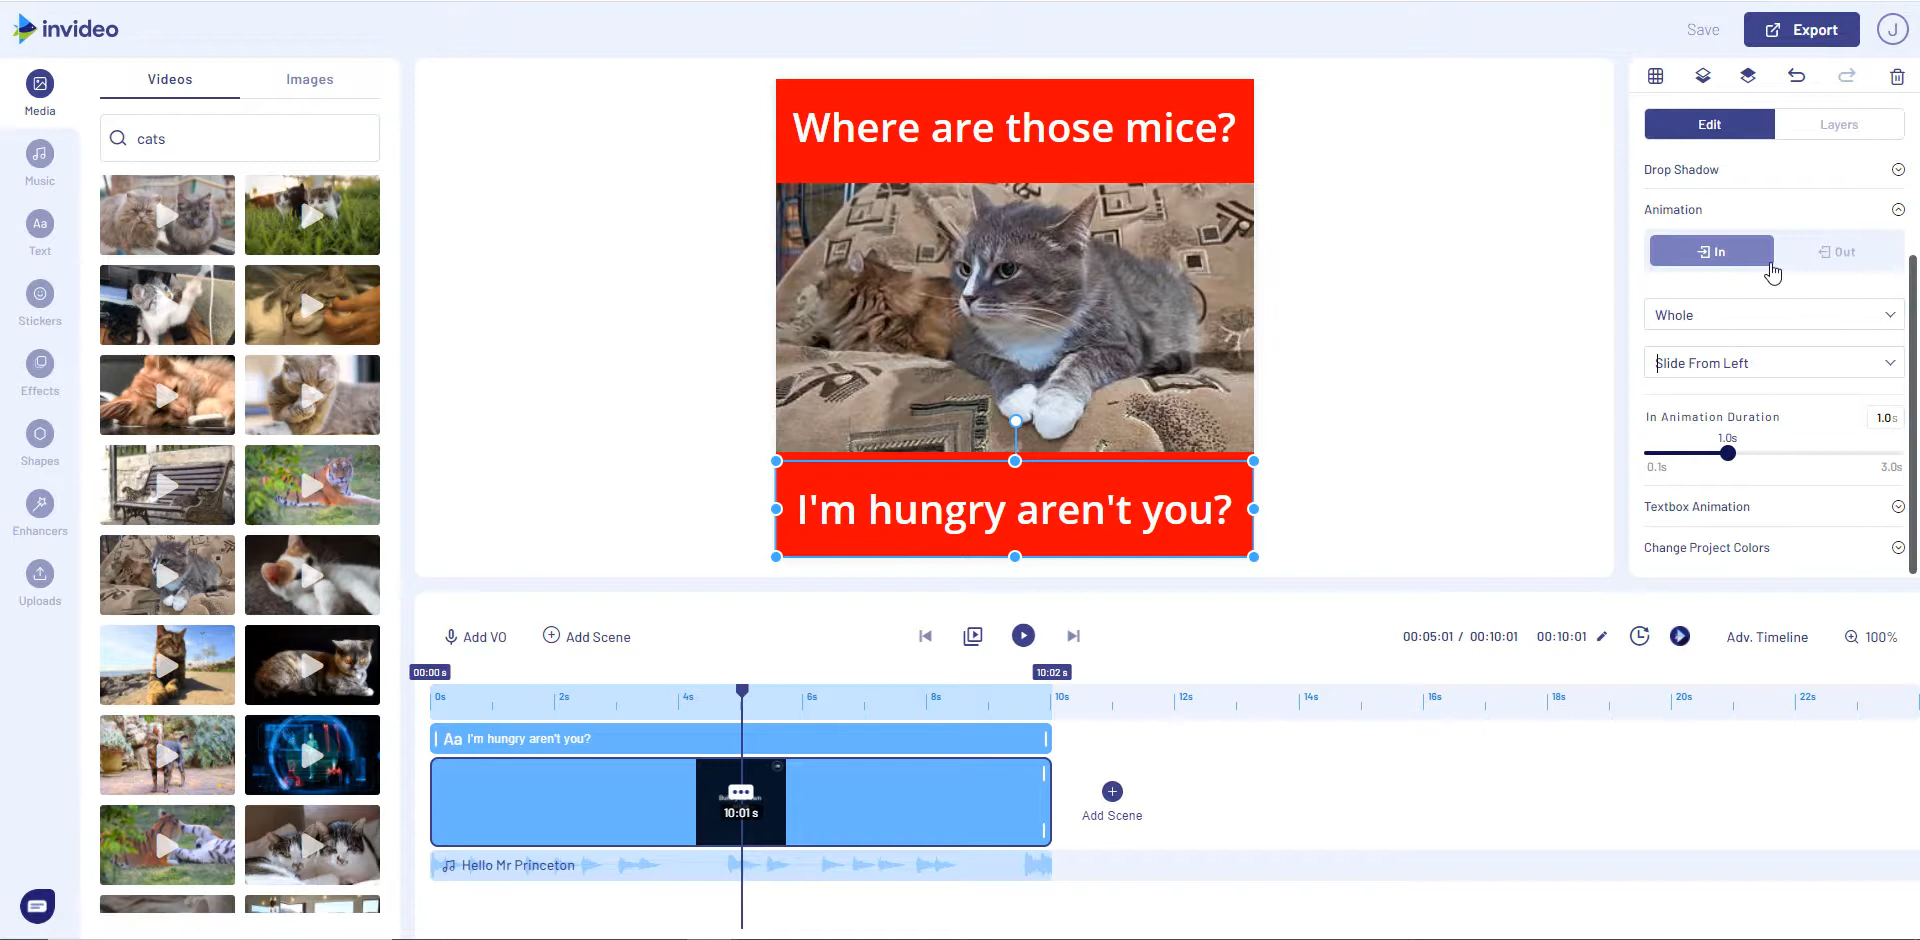 invideo
Save
Export
J
Media
Music
Aa
Text
Stickers
Effects
Shapes
Enhancers
Uploads
Videos
Images
cats
Where are those mice?
I'm hungry aren't you?
Edit
Layers
Drop Shadow
Animation
In
Out
Whole
Slide From Left
In Animation Duration
1.0s
1.0s
0.1s
3.0s
Textbox Animation
Change Project Colors
Add VO
Add Scene
00:05:01 / 00:10:01
00:10:01
Adv. Timeline
100%
00:00 s
10:02 s
0s 2s 4s 6s 8s 10s 12s 14s 16s 18s 20s 22s
Aa I'm hungry aren't you?
10:01 s
Add Scene
Hello Mr Princeton